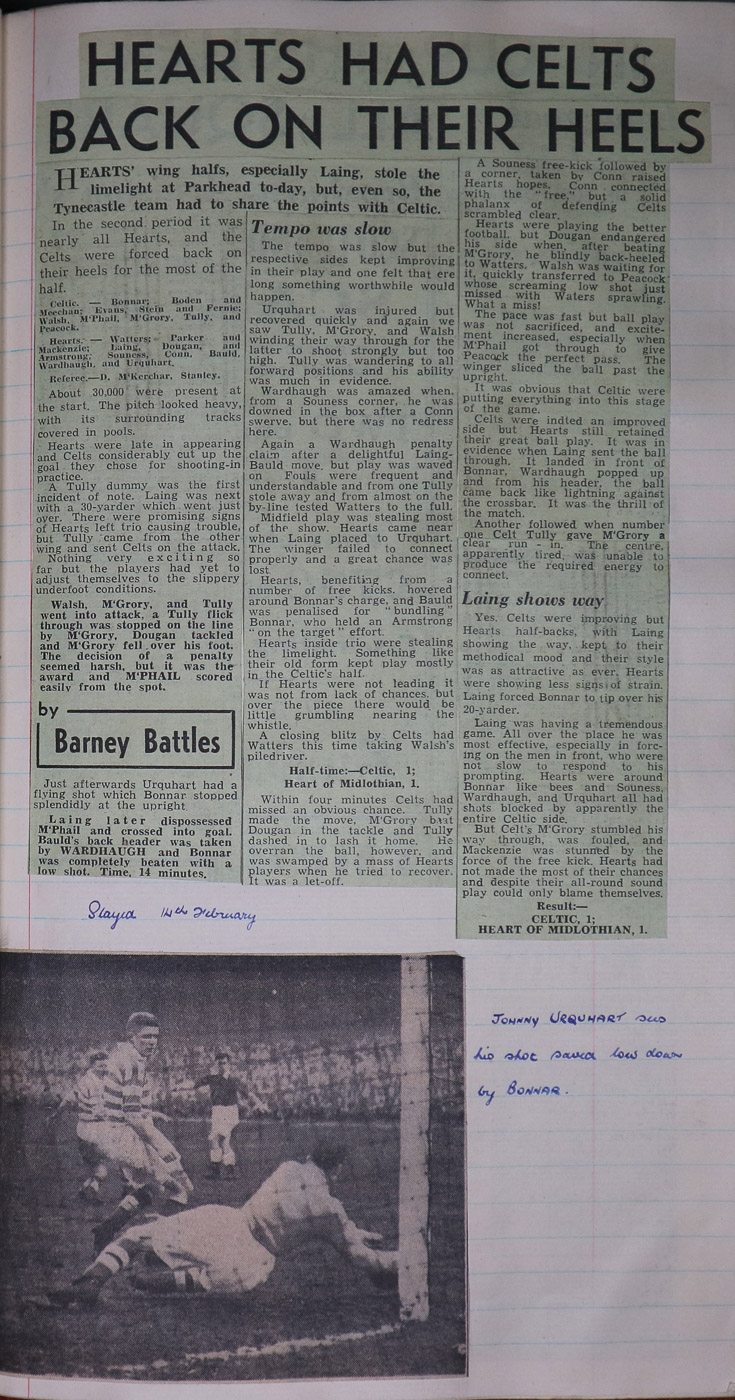 HEARTS HAD CELTS
BACK ON THEIR HEELS
HEARTS' wing halfs, especially Laing, stole the
limelight at Parkhead to-day, but, even so, the
Tynecastle team had to share the points with Celtic.
In the second period it was
nearly all Hearts, and the
Celts were forced back on
their heels for the most of the
half.
Celtic. — Bonnar; Boden and
Meechan; Evans, Stein and Fernie;
Walsh, M'Phail, M'Grory, Tully, and
Peacock.
Hearts. — Watters; Parker and
Mackenzie; Laing, Dougan, and
Armstrong; Souness, Conn, Bauld,
Wardhaugh, and Urquhart.
Referee.—D. M'Kerchar, Stanley.
About 30,000 were present at
the start. The pitch looked heavy,
with its surrounding tracks
covered in pools.
Hearts were late in appearing
and Celts considerably cut up the
goal they chose for shooting-in
practice.
A Tully dummy was the first
incident of note. Laing was next
with a 30-yarder which went just
over. There were promising signs
of Hearts left trio causing trouble,
but Tully came from the other
wing and sent Celts on the attack.
Nothing very exciting so
far but the players had yet to
adjust themselves to the slippery
underfoot conditions.
Walsh, M'Grory, and Tully
went into attack, a Tully flick
through was stopped on the line
by M'Grory, Dougan tackled
and M'Grory fell over his foot.
The decision of a penalty
seemed harsh, but it was the
award and M'PHAIL scored
easily from the spot.
by
Barney Battles
Just afterwards Urquhart had a
flying shot which Bonnar stopped
splendidly at the upright
Laing later dispossed
M'Phail and crossed into goal.
Bauld's back header was taken
by WARDHAUGH and Bonnar
was completely beaten with a
low shot. Time, 14 minutes.
Tempo was slow
The tempo was slow but the
respective sides kept improving
in their play and one felt that ere
long something worthwhile would
happen.
Urquhart was injured but
recovered quickly and again we
saw Tully, M'Grory, and Walsh
winding their way through for the
latter to shoot strongly but too
high. Tully was wandering to all
forward positions and his ability
was much in evidence.
Wardhaugh was amazed when,
from a Souness corner, he was
downed in the box after a Conn
swerve, but there was no redress
here.
Again a Wardhaugh penalty
claim after a delightful Laing-
Bauld move, but play was waved
on Fouls were frequent and
understandable and from one Tully
stole away and from almost on the
by-line tested Watters to the full.
Midfield play was stealing most
of the show. Hearts came near
when Laing placed to Urquhart.
The winger failed to connect
properly and a great chance was
lost
Hearts, benefiting from a
number of free kicks, hovered
around Bonnar's charge, and Bauld
was penalised for "bundling"
Bonnar, who held an Armstrong
"on the target" effort.
Hearts inside trio were stealing
the limelight. Something like
their old form kept play mostly
in the Celtic's half.
If Hearts were not leading it
was not from lack of chances, but
over the piece there would be
little grumbling nearing the
whistle.
A closing blitz by Celts had
Watters this time taking Walsh's
piledriver.
Half-time:—Celtic, 1;
Heart of Midlothian, 1.
Within four minutes Celts had
missed an obvious chance. Tully
made the move, M'Grory beat
Dougan in the tackle and Tully
dashed in to lash it home. He
overran the ball, however, and
was swamped by a mass of Hearts
players when he tried to recover.
It was a let-off.
A Souness free-kick followed by
a corner, taken by Conn raised
Hearts hopes. Conn connected
with the "free," but a solid
phalanx of defending Celts
scrambled clear.
Hearts were playing the better
football, but Dougan endangered
his side when, after beating
M'Grory, he blindly back-heeled
to Watters. Walsh was waiting for
it, quickly transferred to Peacock
whose screaming low shot just
missed with Waters sprawling.
What a miss!
The pace was fast but ball play
was not sacrificed, and excite-
ment increased, especially when
M'Phail got through to give
Peacock the perfect pass. The
winger sliced the ball past the
upright.
It was obvious that Celtic were
putting everything into this stage
of the game.
Celts were indted an improved
side but Hearts still retained
their great ball play. It was in
evidence when Laing sent the ball
through. It landed in front of
Bonnar, Wardhaugh popped up
and from his header, the ball
came back like lightning against
the crossbar. It was the thrill of
the match.
Another followed when number
one Celt Tully gave M'Grory a
clear run-in. The centre,
apparently tired, was unable to
produce the required energy to
connect.
Laing shows way
Yes, Celts were improving but
Hearts half-backs, with Laing
showing the way, kept to their
methodical mood and their style
was as attractive as ever. Hearts
were showing less signs of strain.
Laing forced Bonnar to tip over his
20-yarder.
Laing was having a tremendous
game. All over the place he was
most effective, especially in forc-
ing on the men in front, who were
not slow to respond to his
prompting. Hearts were around
Bonnar like bees and Souness,
Wardhaugh, and Urquhart all had
shots blocked by apparently the
entire Celtic side.
But Celt's M'Grory stumbled his
way through, was fouled, and
Mackenzie was stunned by the
force of the free kick. Hearts had
not made the most of their chances
and despite their all-round sound
play could only blame themselves.
Result:—
CELTIC, 1;
HEART OF MIDLOTHIAN, 1.
Played 14th February
JOHNNY URQUHART sees
his shot saved low down
by BONNAR.